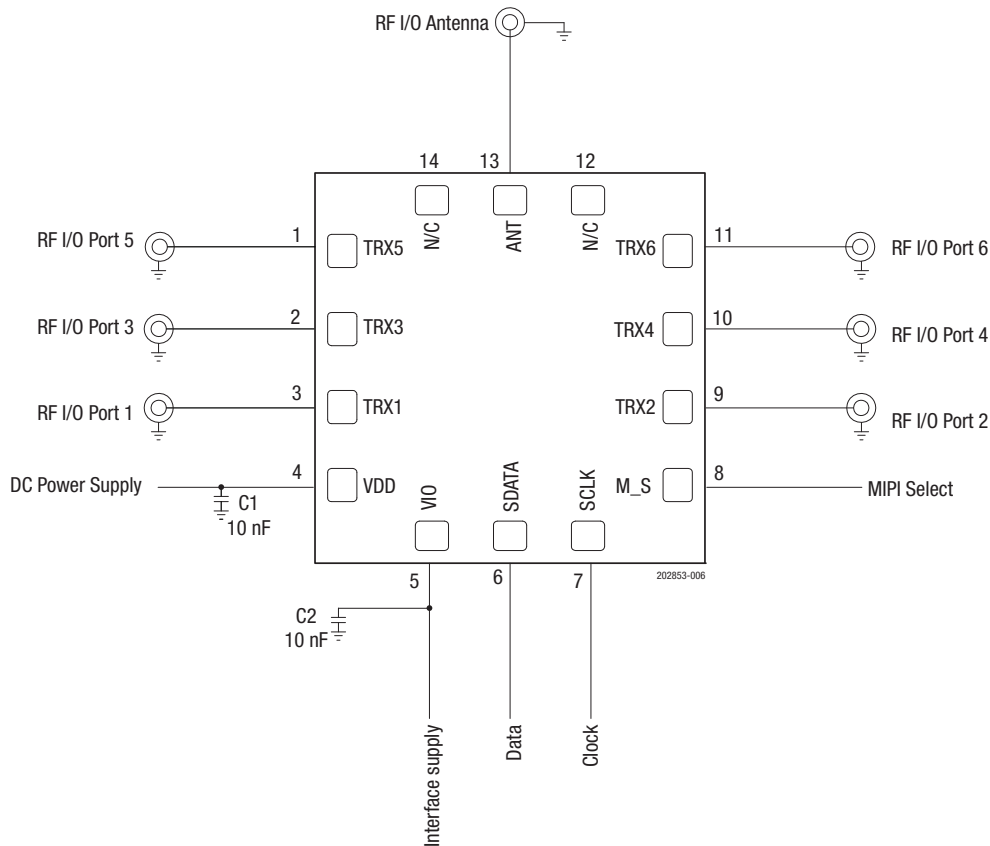 RF I/O Antenna
14
13
12
N/C
ANT
N/C
RF I/O Port 5
1
TRX5
TRX6
11
RF I/O Port 6
RF I/O Port 3
2
TRX3
TRX4
10
RF I/O Port 4
RF I/O Port 1
3
TRX1
TRX2
9
RF I/O Port 2
DC Power Supply
4
VDD
VIO
SDATA
SCLK
M_S
8
MIPI Select
C1
10 nF
5
6
7
202853-006
C2
10 nF
Interface supply
Data
Clock